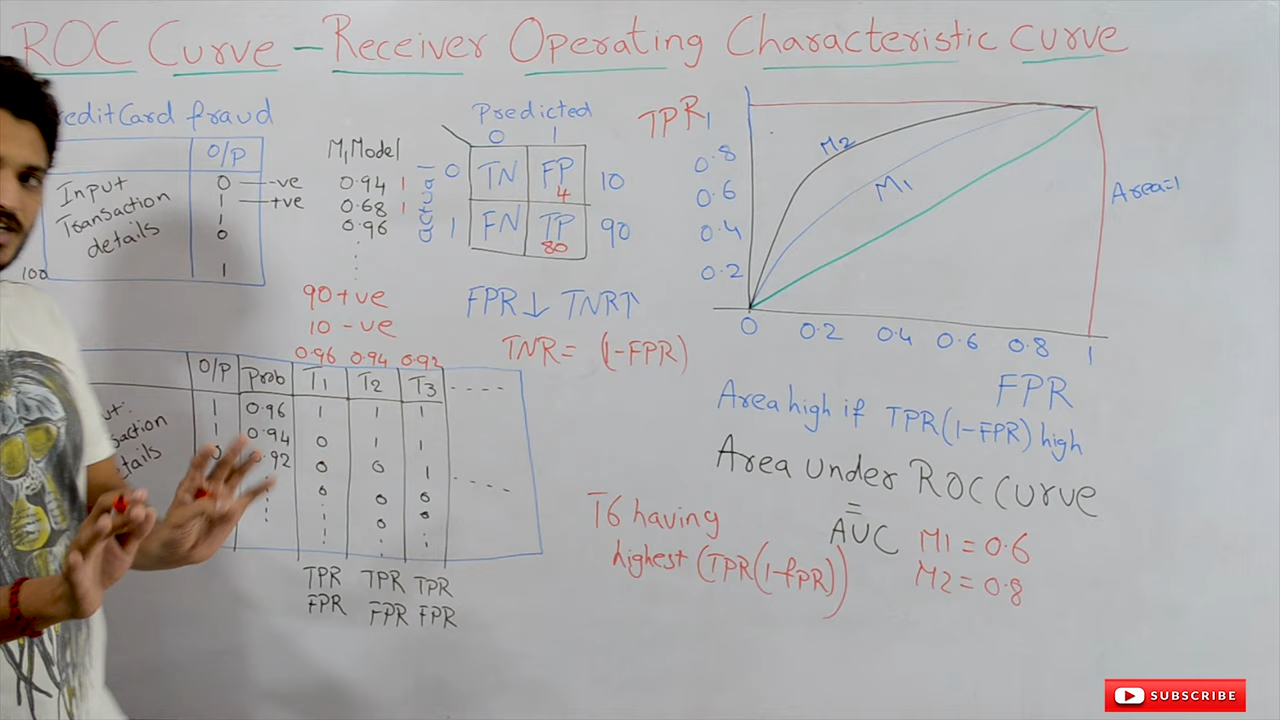 ROC Curve - Receiver Operating Characteristic curve
reditCard fraud
O/P
Input
Transaction
details
0 -ve
1 +ve
1
0
1
100
M1 Model
0.94 1
0.68 1
0.96
90 +ve
10 -ve
Predicted
0 1
actual
0 TN FP 4 10
1 FN TP 80 90
FPR↓ TNR↑
TNR = (1-FPR)
TPR
1
0.8
0.6
0.4
0.2
0 0.2 0.4 0.6 0.8 1
FPR
M2
M1
Area=1
0.96 0.94 0.92
O/P Prob T1 T2 T3 ----
1 0.96 1 1 1
1 0.94 0 1 1
0 0.92 0 0 1
0 0 0
0 0
TPR TPR TPR
FPR FPR FPR
Area high if TPR(1-FPR) high
Area under ROC Curve
=
AUC
M1 = 0.6
M2 = 0.8
T6 having
highest (TPR(1-FPR))
SUBSCRIBE